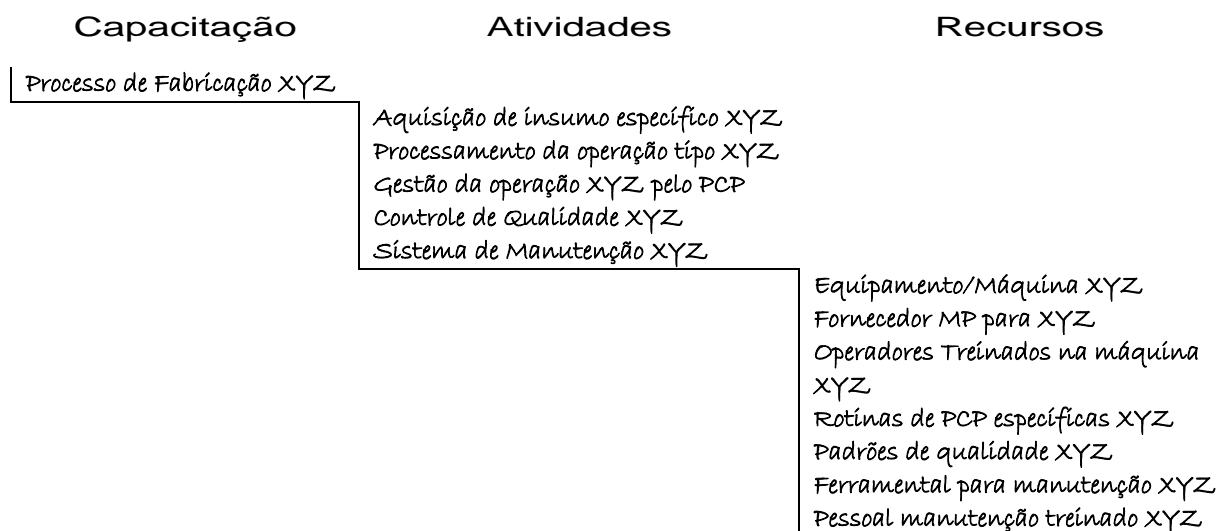 Capacitação Atividades Recursos
Processo de Fabricação XYZ
Aquisição de insumo específico XYZ
Processamento da operação tipo XYZ
Gestão da operação XYZ pelo PCP
Controle de Qualidade XYZ
Sistema de Manutenção XYZ
Equipamento/Máquina XYZ
Fornecedor MP para XYZ
Operadores Treinados na máquina
XYZ
Rotinas de PCP específicas XYZ
Padrões de qualidade XYZ
Ferramental para manutenção XYZ
Pessoal manutenção treinado XYZ